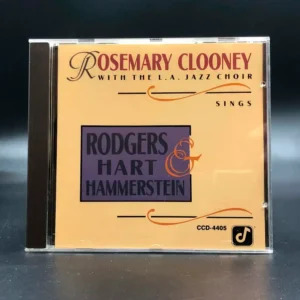 ROSEMARY CLOONEY
WITH THE L.A. JAZZ CHOIR
SINGS
RODGERS
HART &
HAMMERSTEIN
CCD-4405